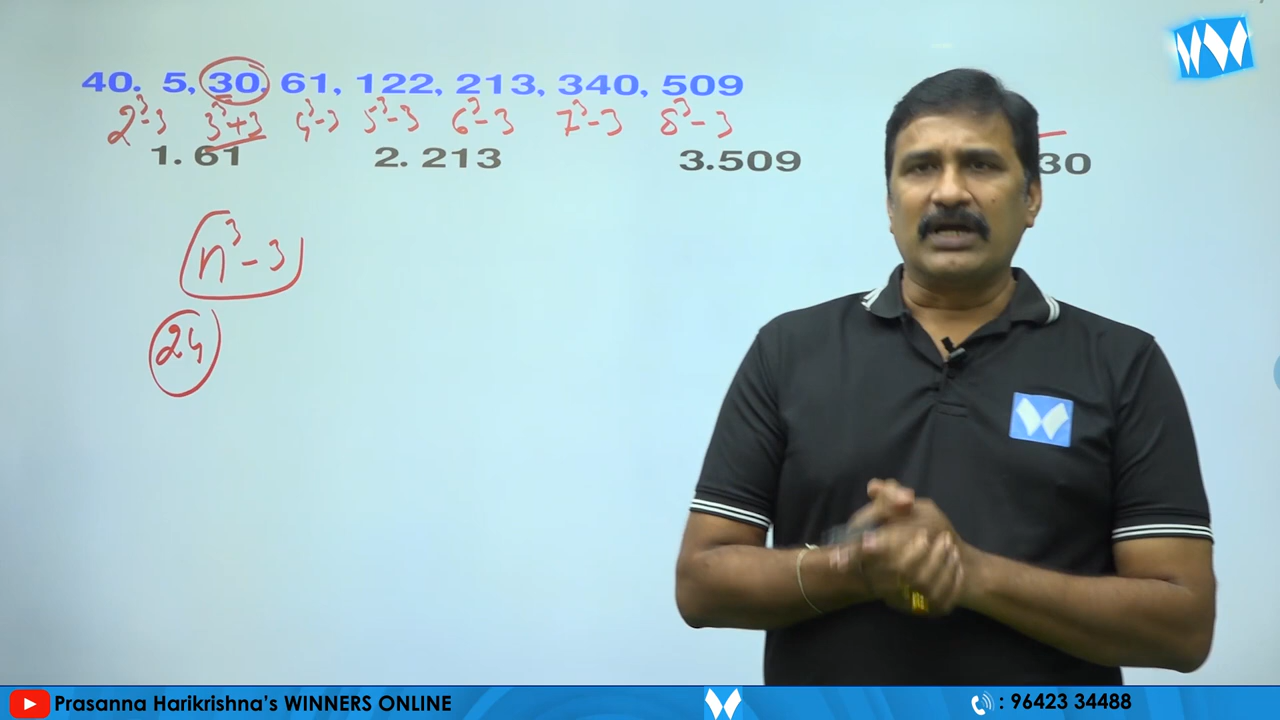 40. 5, 30, 61, 122, 213, 340, 509
2³-3 3³+3 4³-3 5³-3 6³-3 7³-3 8³-3
1. 61 2. 213 3.509 30
n³-3
24
Prasanna Harikrishna's WINNERS ONLINE : 96423 34488